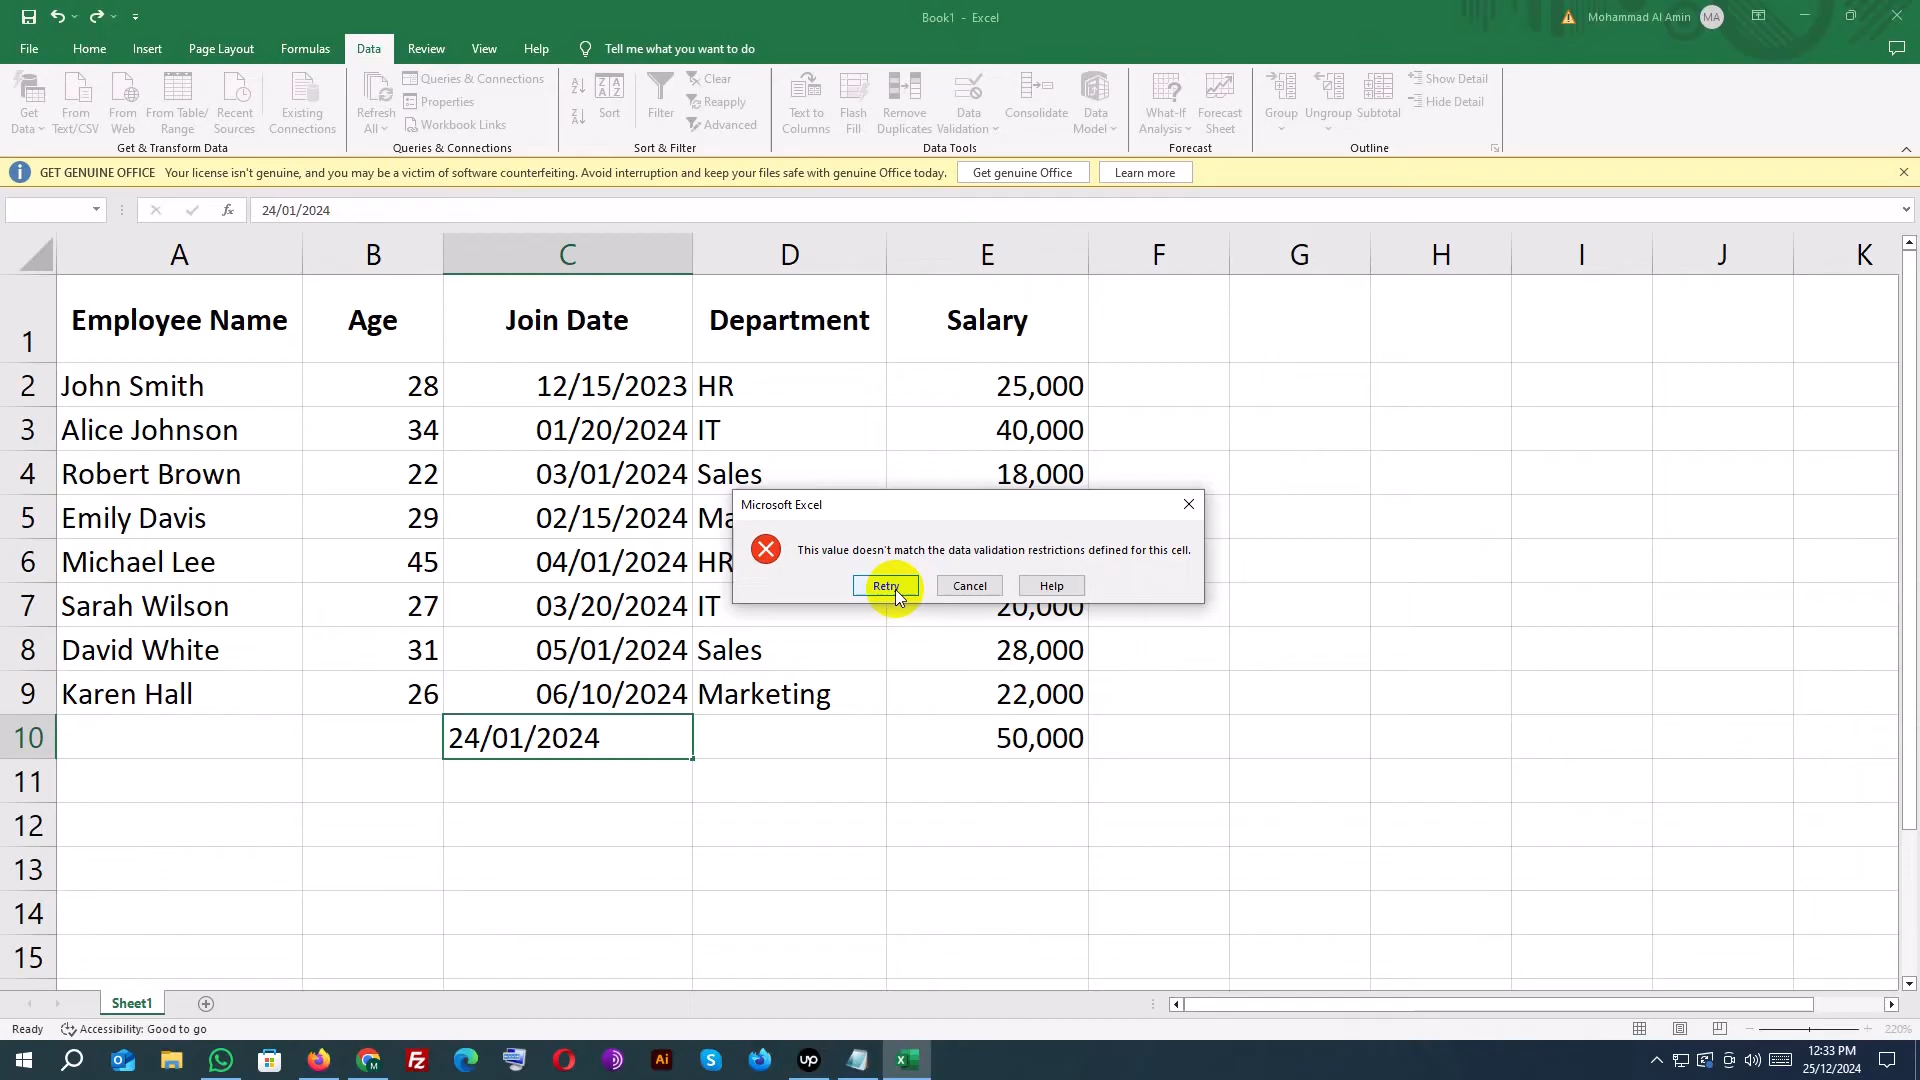 Book1 - Excel
Mohammad Al Amin MA
File Home Insert Page Layout Formulas Data Review View Help Tell me what you want to do
Get Data
From Text/CSV
From Web
From Table/ Range
Recent Sources
Existing Connections
Get & Transform Data
Refresh All
Queries & Connections
Properties
Workbook Links
Queries & Connections
Sort
Filter
Clear
Reapply
Advanced
Sort & Filter
Text to Columns
Flash Fill
Remove Duplicates
Data Validation
Consolidate
Data Model
Data Tools
What-If Analysis
Forecast Sheet
Forecast
Group
Ungroup
Subtotal
Show Detail
Hide Detail
Outline
GET GENUINE OFFICE Your license isn't genuine, and you may be a victim of software counterfeiting. Avoid interruption and keep your files safe with genuine Office today. Get genuine Office Learn more
fx 24/01/2024
A B C D E F G H I J K
1 Employee Name Age Join Date Department Salary
2 John Smith 28 12/15/2023 HR 25,000
3 Alice Johnson 34 01/20/2024 IT 40,000
4 Robert Brown 22 03/01/2024 Sales 18,000
5 Emily Davis 29 02/15/2024 Ma
6 Michael Lee 45 04/01/2024 HR
7 Sarah Wilson 27 03/20/2024 IT 20,000
8 David White 31 05/01/2024 Sales 28,000
9 Karen Hall 26 06/10/2024 Marketing 22,000
10 24/01/2024 50,000
11
12
13
14
15
Microsoft Excel
This value doesn't match the data validation restrictions defined for this cell.
Retry Cancel Help
Sheet1
Ready Accessibility: Good to go 220%
12:33 PM
25/12/2024